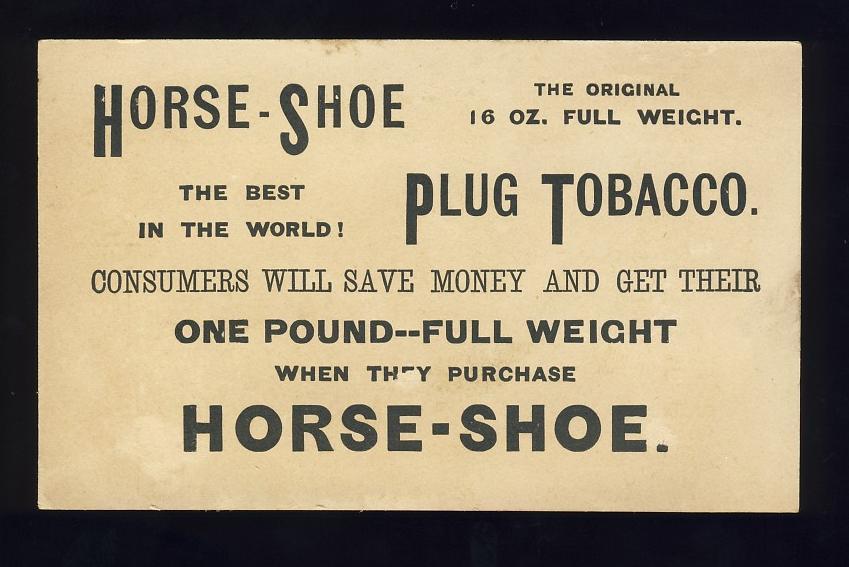 HORSE-SHOE
THE ORIGINAL
16 OZ. FULL WEIGHT.
THE BEST
IN THE WORLD!
PLUG TOBACCO.
CONSUMERS WILL SAVE MONEY AND GET THEIR
ONE POUND--FULL WEIGHT
WHEN THEY PURCHASE
HORSE-SHOE.